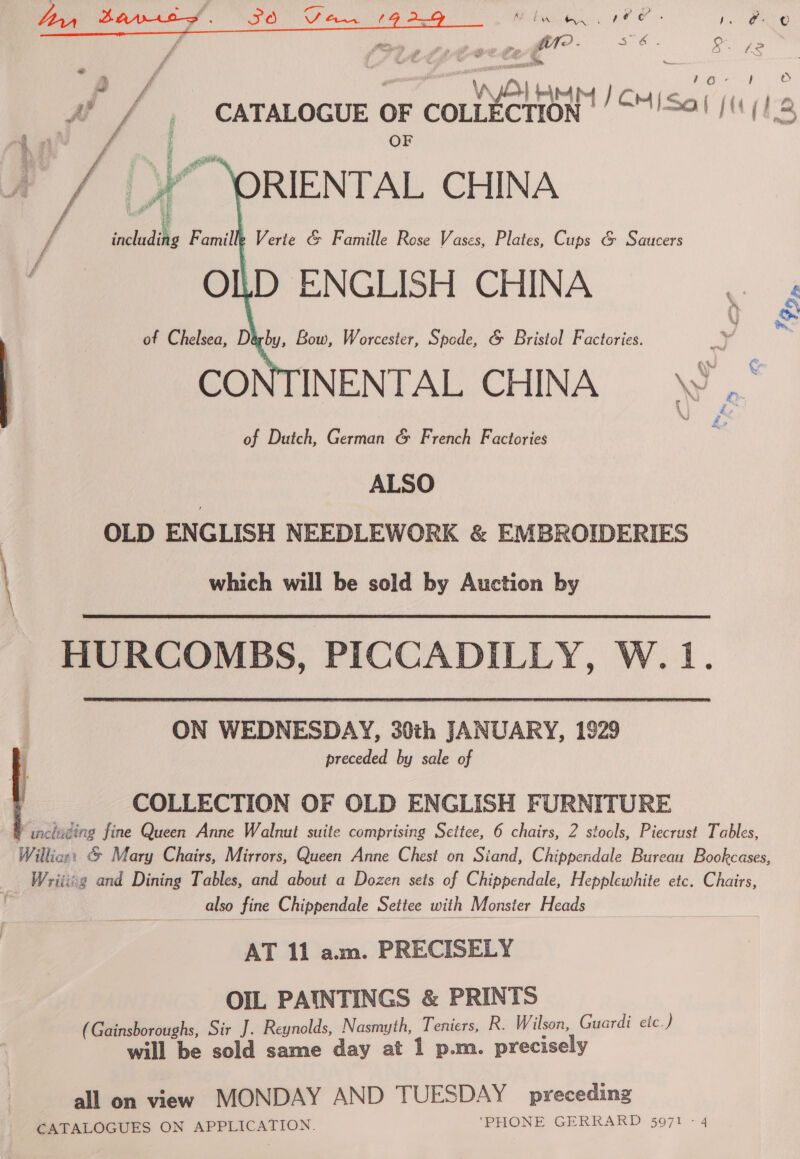 30 Jan 1929
CATALOGUE OF COLLECTION
OF
ORIENTAL CHINA
including Famille Verte & Famille Rose Vases, Plates, Cups & Saucers
OLD ENGLISH CHINA
of Chelsea, Derby, Bow, Worcester, Spode, & Bristol Factories.
CONTINENTAL CHINA
of Dutch, German & French Factories
ALSO
OLD ENGLISH NEEDLEWORK & EMBROIDERIES
which will be sold by Auction by
HURCOMBS, PICCADILLY, W. 1.
ON WEDNESDAY, 30th JANUARY, 1929
preceded by sale of
COLLECTION OF OLD ENGLISH FURNITURE
including fine Queen Anne Walnut suite comprising Settee, 6 chairs, 2 stools, Piecrust Tables,
William & Mary Chairs, Mirrors, Queen Anne Chest on Stand, Chippendale Bureau Bookcases,
Writing and Dining Tables, and about a Dozen sets of Chippendale, Hepplewhite etc. Chairs,
also fine Chippendale Settee with Monster Heads
AT 11 a.m. PRECISELY
OIL PAINTINGS & PRINTS
(Gainsboroughs, Sir J. Reynolds, Nasmyth, Teniers, R. Wilson, Guardi etc.)
will be sold same day at 1 p.m. precisely
all on view MONDAY AND TUESDAY preceding
CATALOGUES ON APPLICATION. 'PHONE GERRARD 5971 - 4